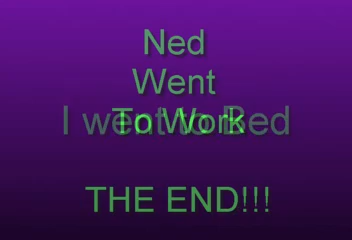 Ned
Went
To Work
I went to Bed
THE END!!!